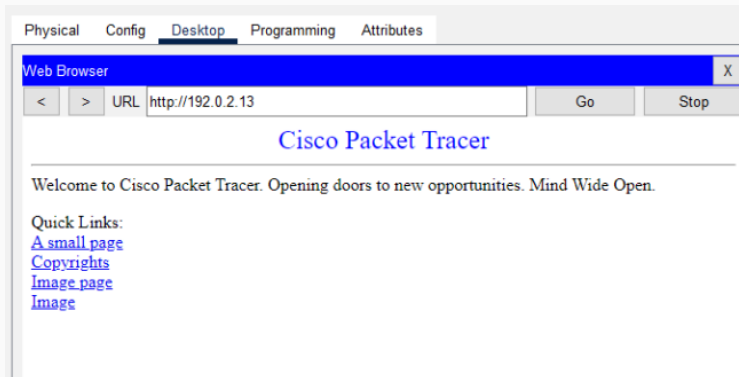 Physical Config Desktop Programming Attributes
Web Browser X
< > URL http://192.0.2.13 Go Stop
Cisco Packet Tracer
Welcome to Cisco Packet Tracer. Opening doors to new opportunities. Mind Wide Open.
Quick Links:
A small page
Copyrights
Image page
Image